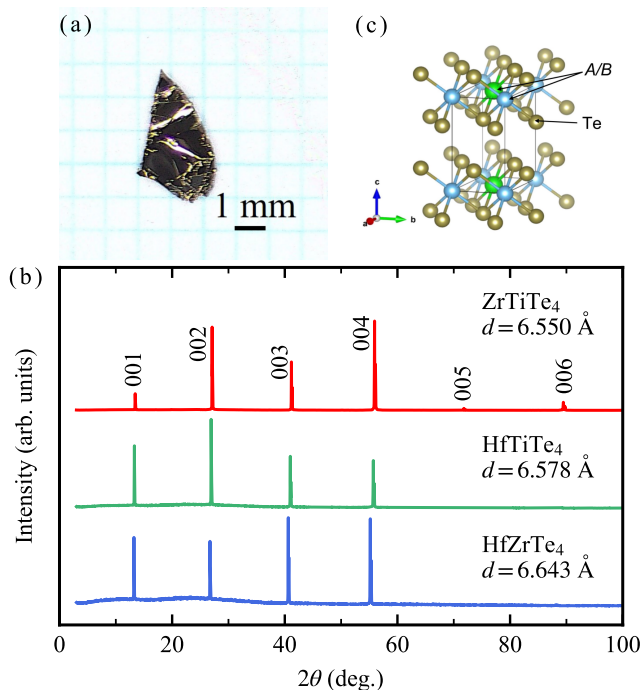 (a)
1 mm
(c)
A/B
Te
c
a
b
(b)
ZrTiTe₄
d = 6.550 Å
001
002
003
004
005
006
HfTiTe₄
d = 6.578 Å
HfZrTe₄
d = 6.643 Å
Intensity (arb. units)
0 20 40 60 80 100
2θ (deg.)